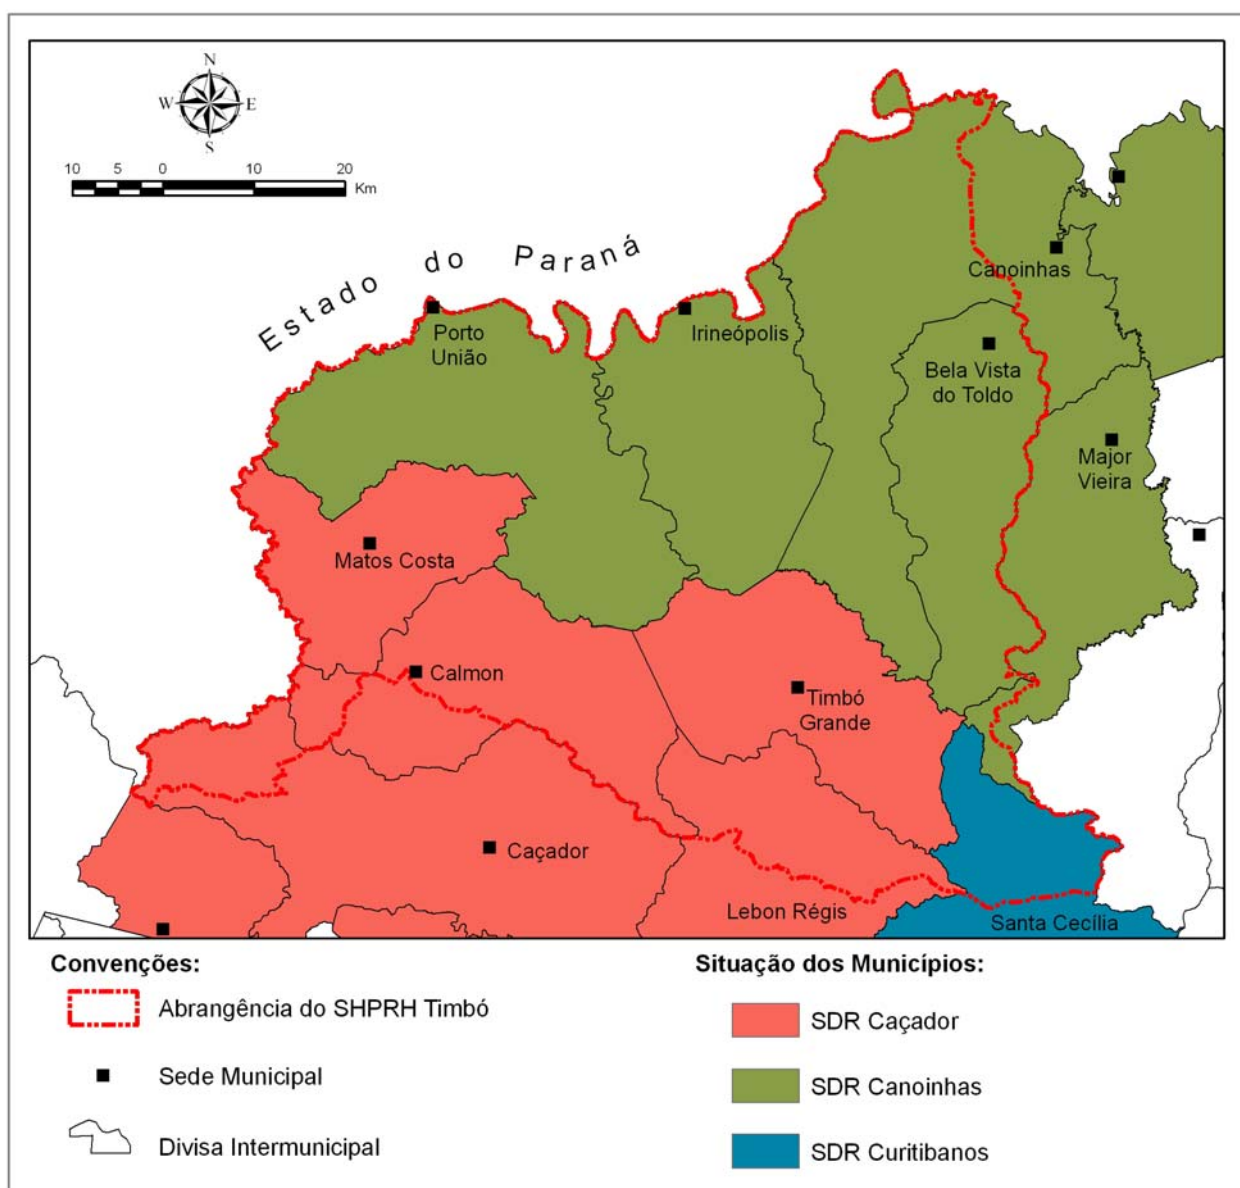 N
W E
S
10 5 0 10 20
Km
Estado do Paraná
Canoinhas
Porto
União
Irineópolis
Bela Vista
do Toldo
Major
Vieira
Matos Costa
Calmon
Timbó
Grande
Caçador
Lebon Régis
Santa Cecília
Convenções:
Abrangência do SHPRH Timbó
Sede Municipal
Divisa Intermunicipal
Situação dos Municípios:
SDR Caçador
SDR Canoinhas
SDR Curitibanos